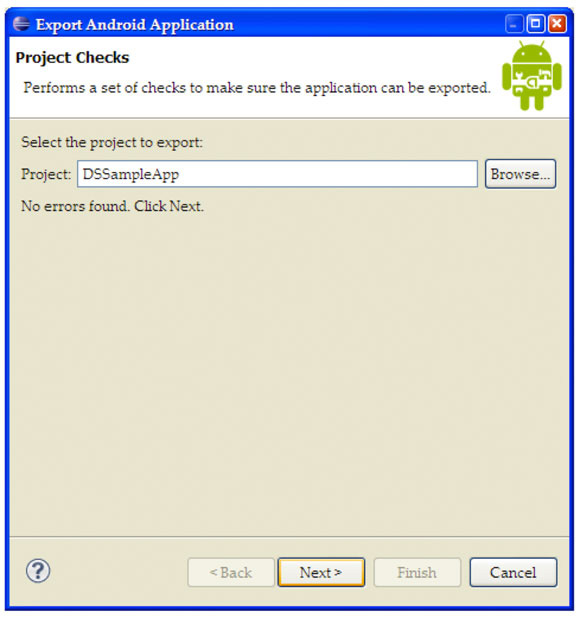 Export Android Application
Project Checks
Performs a set of checks to make sure the application can be exported.
Select the project to export:
Project: DSSampleApp Browse...
No errors found. Click Next.
? < Back Next > Finish Cancel